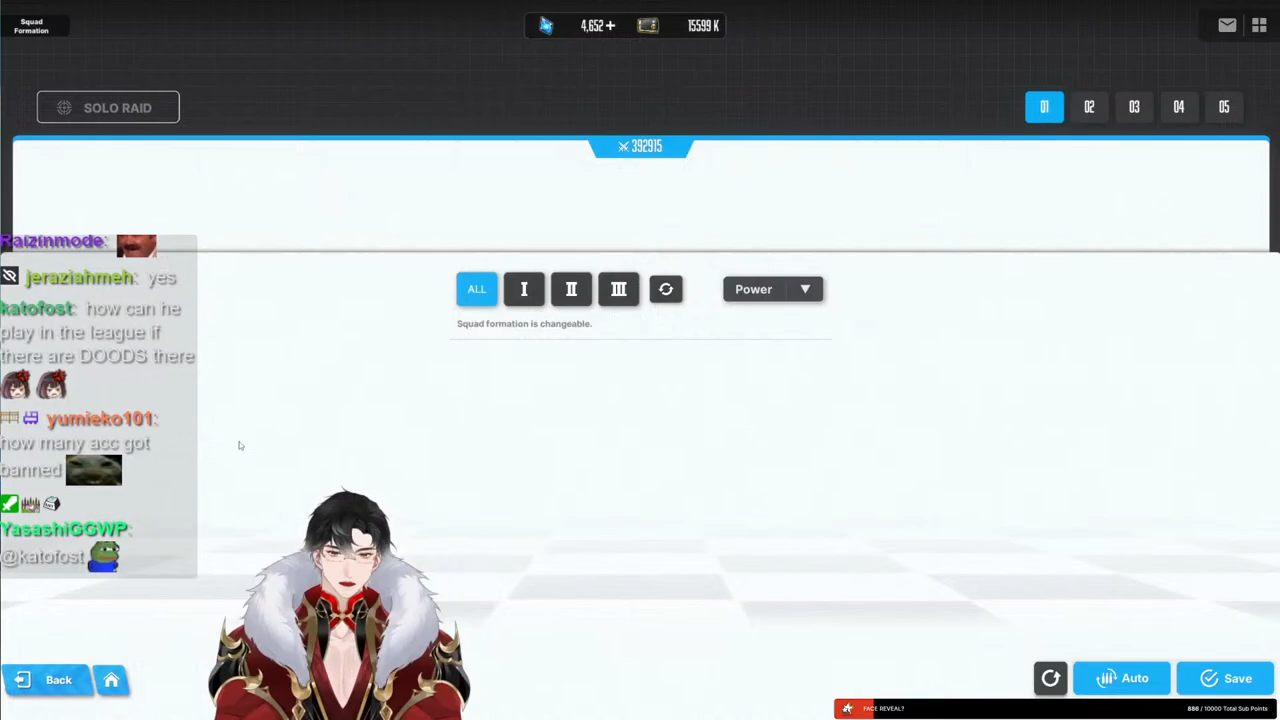 Squad
Formation
4,652 +
15599 K
SOLO RAID
01
02
03
04
05
392915
Raizinmode:
jeraziahmeh: yes
katofost: how can he
play in the league if
there are DOODS there
yumieko101:
how many acc got
banned
YasashiGGWP:
@katofost
ALL
I
II
III
Power
Squad formation is changeable.
Back
Auto
Save
FACE REVEAL?
886 / 10000 Total Sub Points